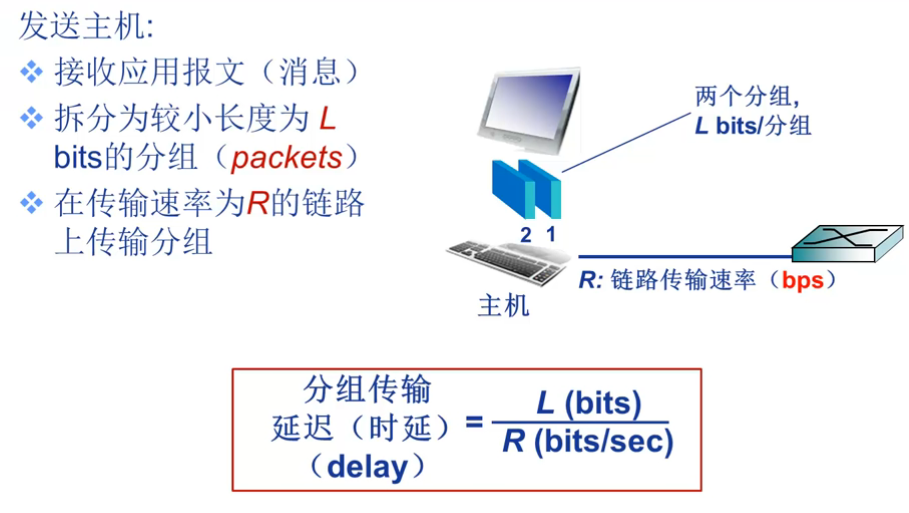 发送主机:
❖ 接收应用报文（消息）
❖ 拆分为较小长度为 L
bits的分组（packets）
❖ 在传输速率为R的链路
上传输分组
两个分组,
L bits/分组
2 1
R: 链路传输速率（bps）
主机
分组传输
延迟（时延）
（delay）
=
L (bits)
R (bits/sec)